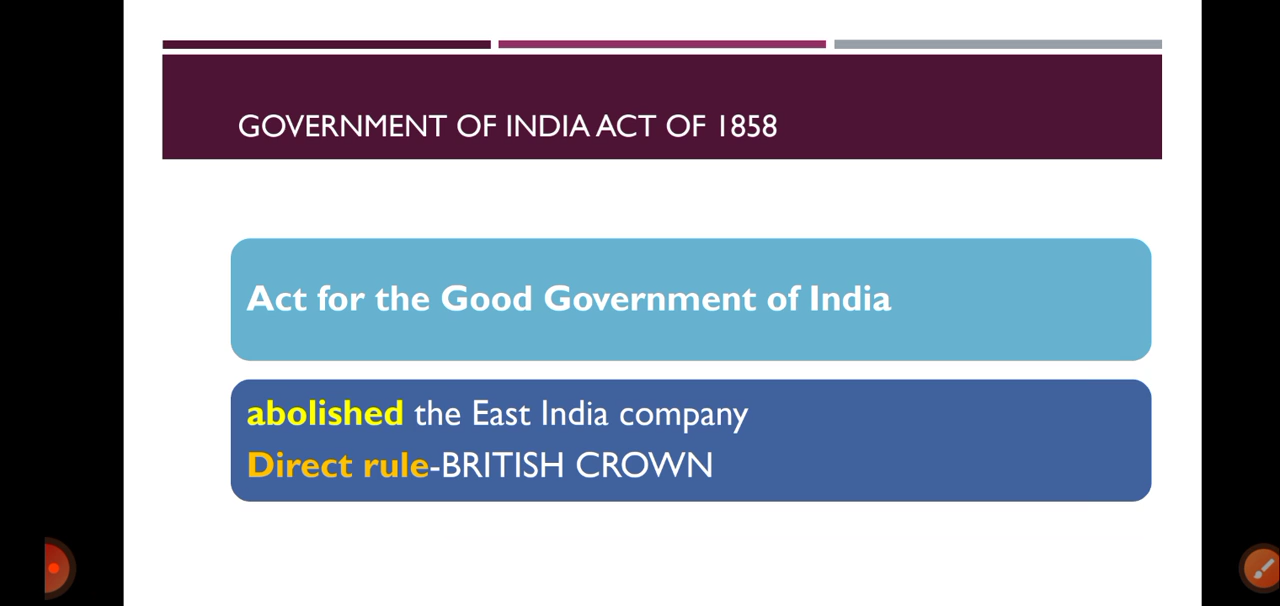 GOVERNMENT OF INDIA ACT OF 1858
Act for the Good Government of India
abolished the East India company
Direct rule-BRITISH CROWN